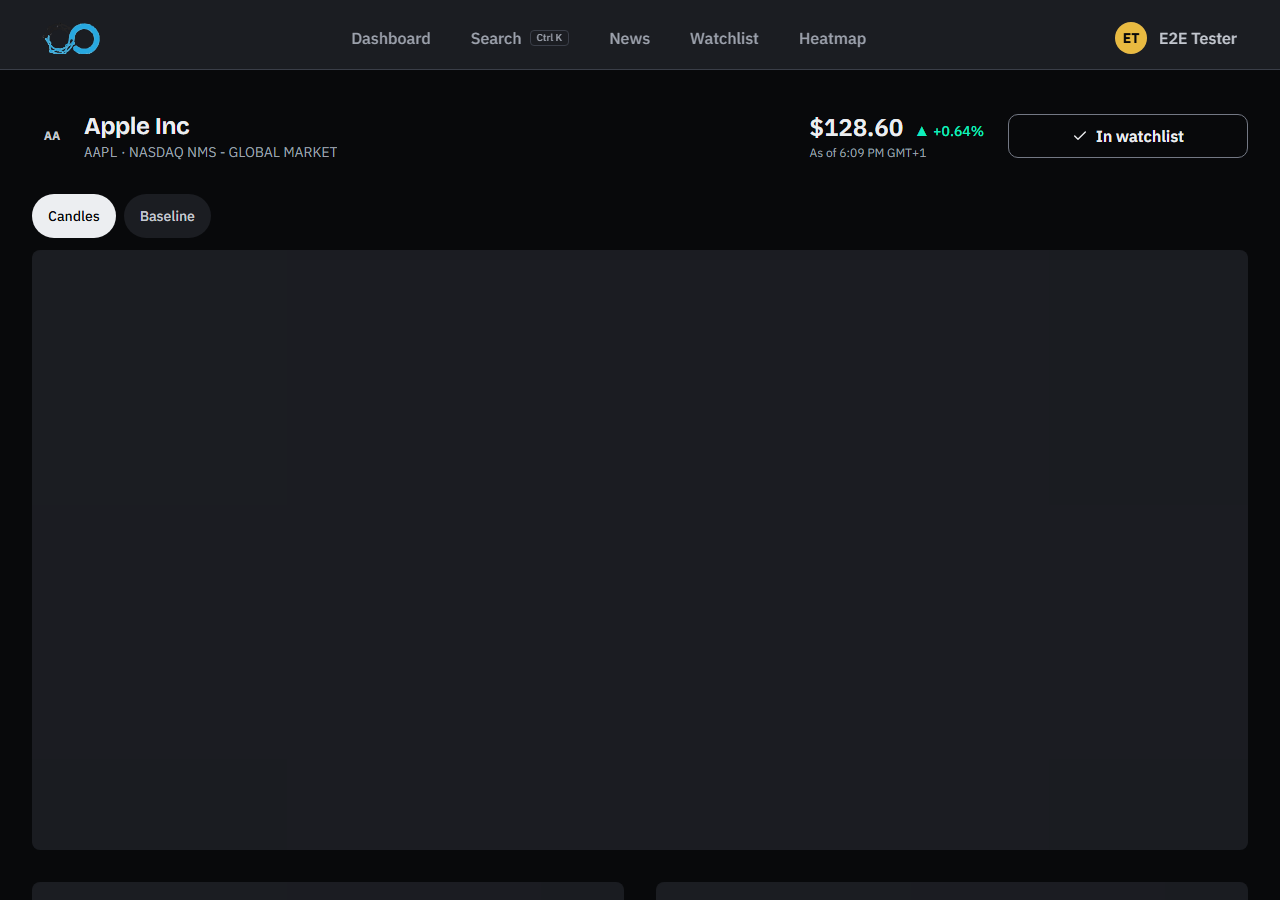 Dashboard Search Ctrl K News Watchlist Heatmap ET E2E Tester
AA Apple Inc
AAPL · NASDAQ NMS - GLOBAL MARKET
$128.60 ▲ +0.64%
As of 6:09 PM GMT+1
In watchlist
Candles Baseline